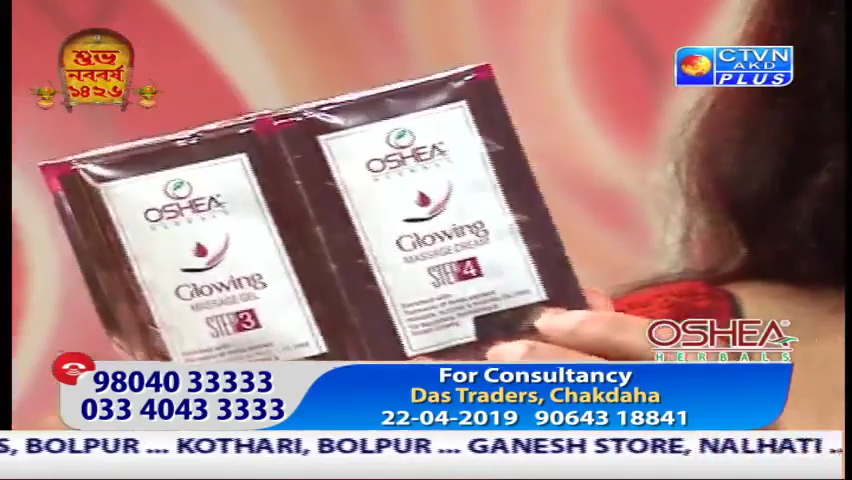 শুভ
নববর্ষ
১৪২৬
CTVN
AKD
PLUS
OSHEA
HERBALS
Glowing
MASSAGE GEL
STEP 3
OSHEA
HERBALS
Glowing
MASSAGE CREAM
STEP 4
OSHEA
HERBALS
98040 33333
033 4043 3333
For Consultancy
Das Traders, Chakdaha
22-04-2019 90643 18841
S, BOLPUR ... KOTHARI, BOLPUR ... GANESH STORE, NALHATI ...